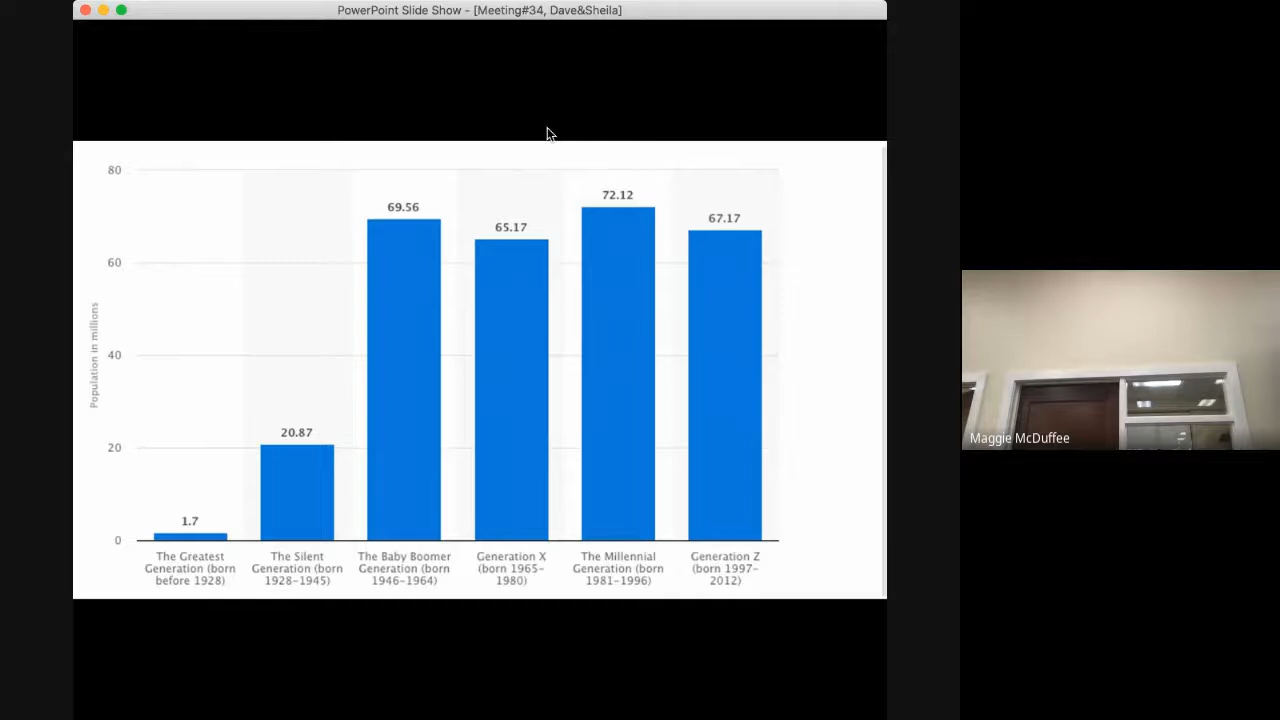 PowerPoint Slide Show - [Meeting#34, Dave&Sheila]
80
60
40
20
0
Population in millions
1.7
20.87
69.56
65.17
72.12
67.17
The Greatest
Generation (born
before 1928)
The Silent
Generation (born
1928-1945)
The Baby Boomer
Generation (born
1946-1964)
Generation X
(born 1965-
1980)
The Millennial
Generation (born
1981-1996)
Generation Z
(born 1997-
2012)
Maggie McDuffee